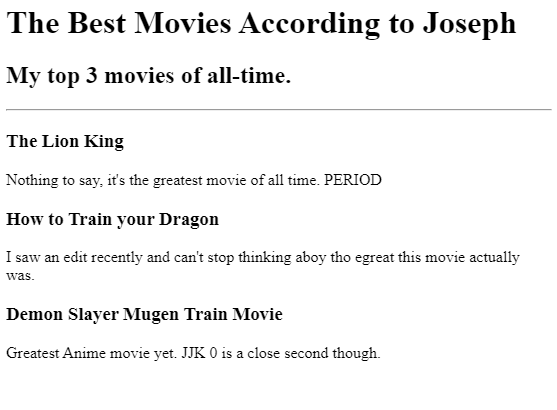 The Best Movies According to Joseph
My top 3 movies of all-time.
The Lion King
Nothing to say, it's the greatest movie of all time. PERIOD
How to Train your Dragon
I saw an edit recently and can't stop thinking aboy tho egreat this movie actually
was.
Demon Slayer Mugen Train Movie
Greatest Anime movie yet. JJK 0 is a close second though.